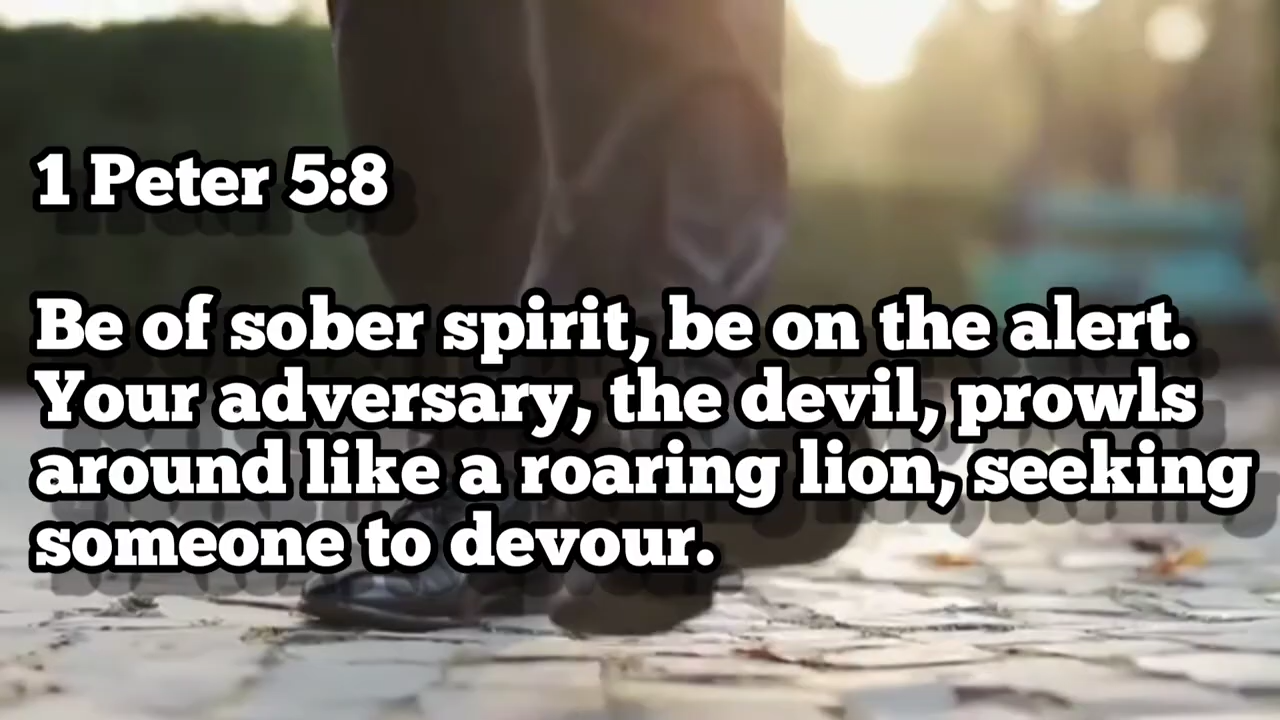 1 Peter 5:8
Be of sober spirit, be on the alert.
Your adversary, the devil, prowls
around like a roaring lion, seeking
someone to devour.